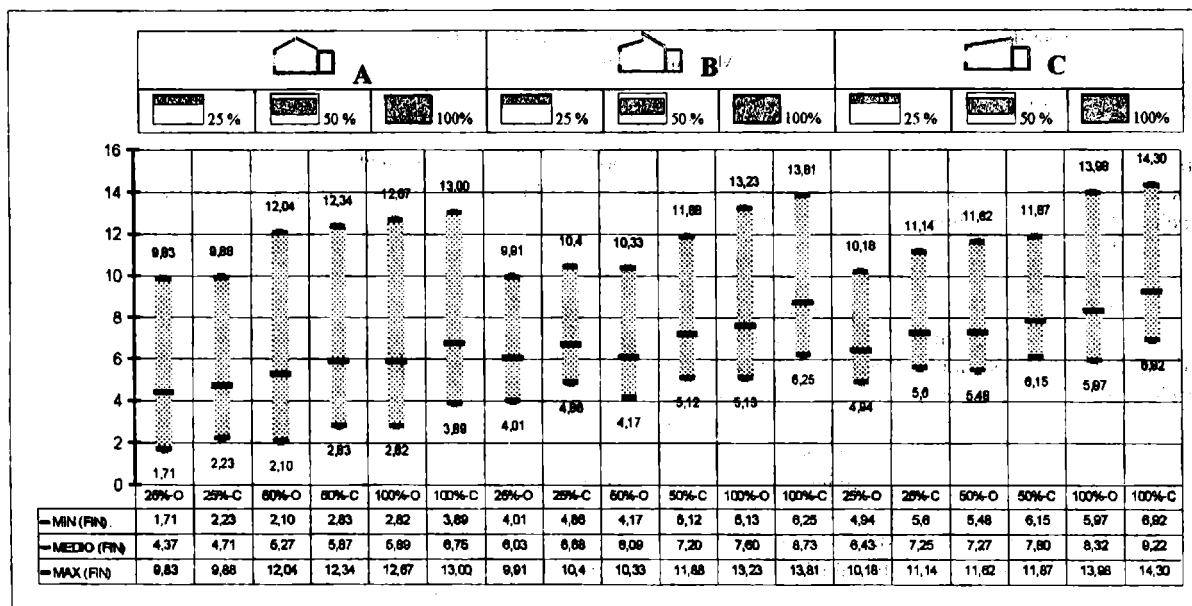 A B C
25 % 50 % 100% 25 % 50 % 100% 25 % 50 % 100%
16
14
12
10
8
6
4
2
0
9,83 9,88 12,04 12,34 12,67 13,00 9,91 10,4 10,33 11,88 13,23 13,81 10,18 11,14 11,62 11,87 13,98 14,30
1,71 2,23 2,10 2,83 2,82 3,89 4,01 4,86 4,17 5,12 5,13 6,25 4,94 5,6 5,48 6,15 5,97 6,92
25%-O 25%-C 50%-O 50%-C 100%-O 100%-C 25%-O 25%-C 50%-O 50%-C 100%-O 100%-C 25%-O 25%-C 50%-O 50%-C 100%-O 100%-C
MIN (FIN) 1,71 2,23 2,10 2,83 2,82 3,89 4,01 4,86 4,17 5,12 5,13 6,25 4,94 5,6 5,48 6,15 5,97 6,92
MEDIO (FIN) 4,37 4,71 5,27 5,87 5,89 6,75 6,03 6,68 6,09 7,20 7,60 8,73 6,43 7,25 7,27 7,80 8,32 9,22
MAX (FIN) 9,83 9,88 12,04 12,34 12,67 13,00 9,91 10,4 10,33 11,88 13,23 13,81 10,18 11,14 11,62 11,87 13,98 14,30